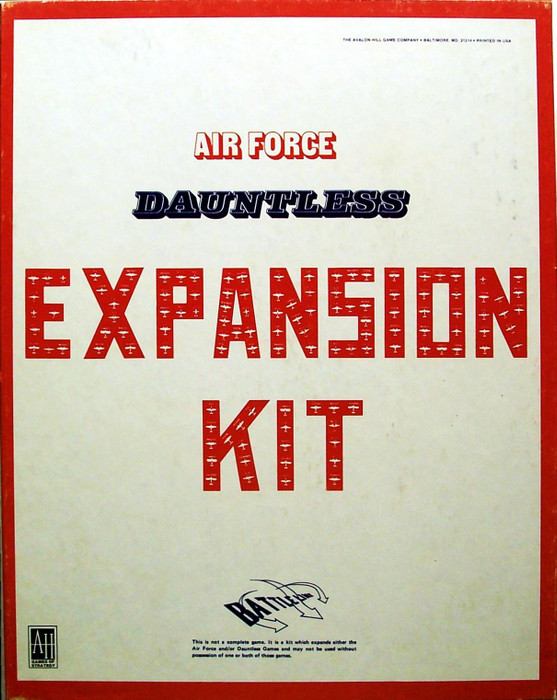 THE AVALON HILL GAME COMPANY • BALTIMORE, MD. 21214 • PRINTED IN USA
AIR FORCE
DAUNTLESS
EXPANSION
KIT
BATTLELINE
This is not a complete game. It is a kit which expands either the
Air Force and/or Dauntless Games and may not be used without
possession of one or both of those games.
AH
GAMES OF
STRATEGY